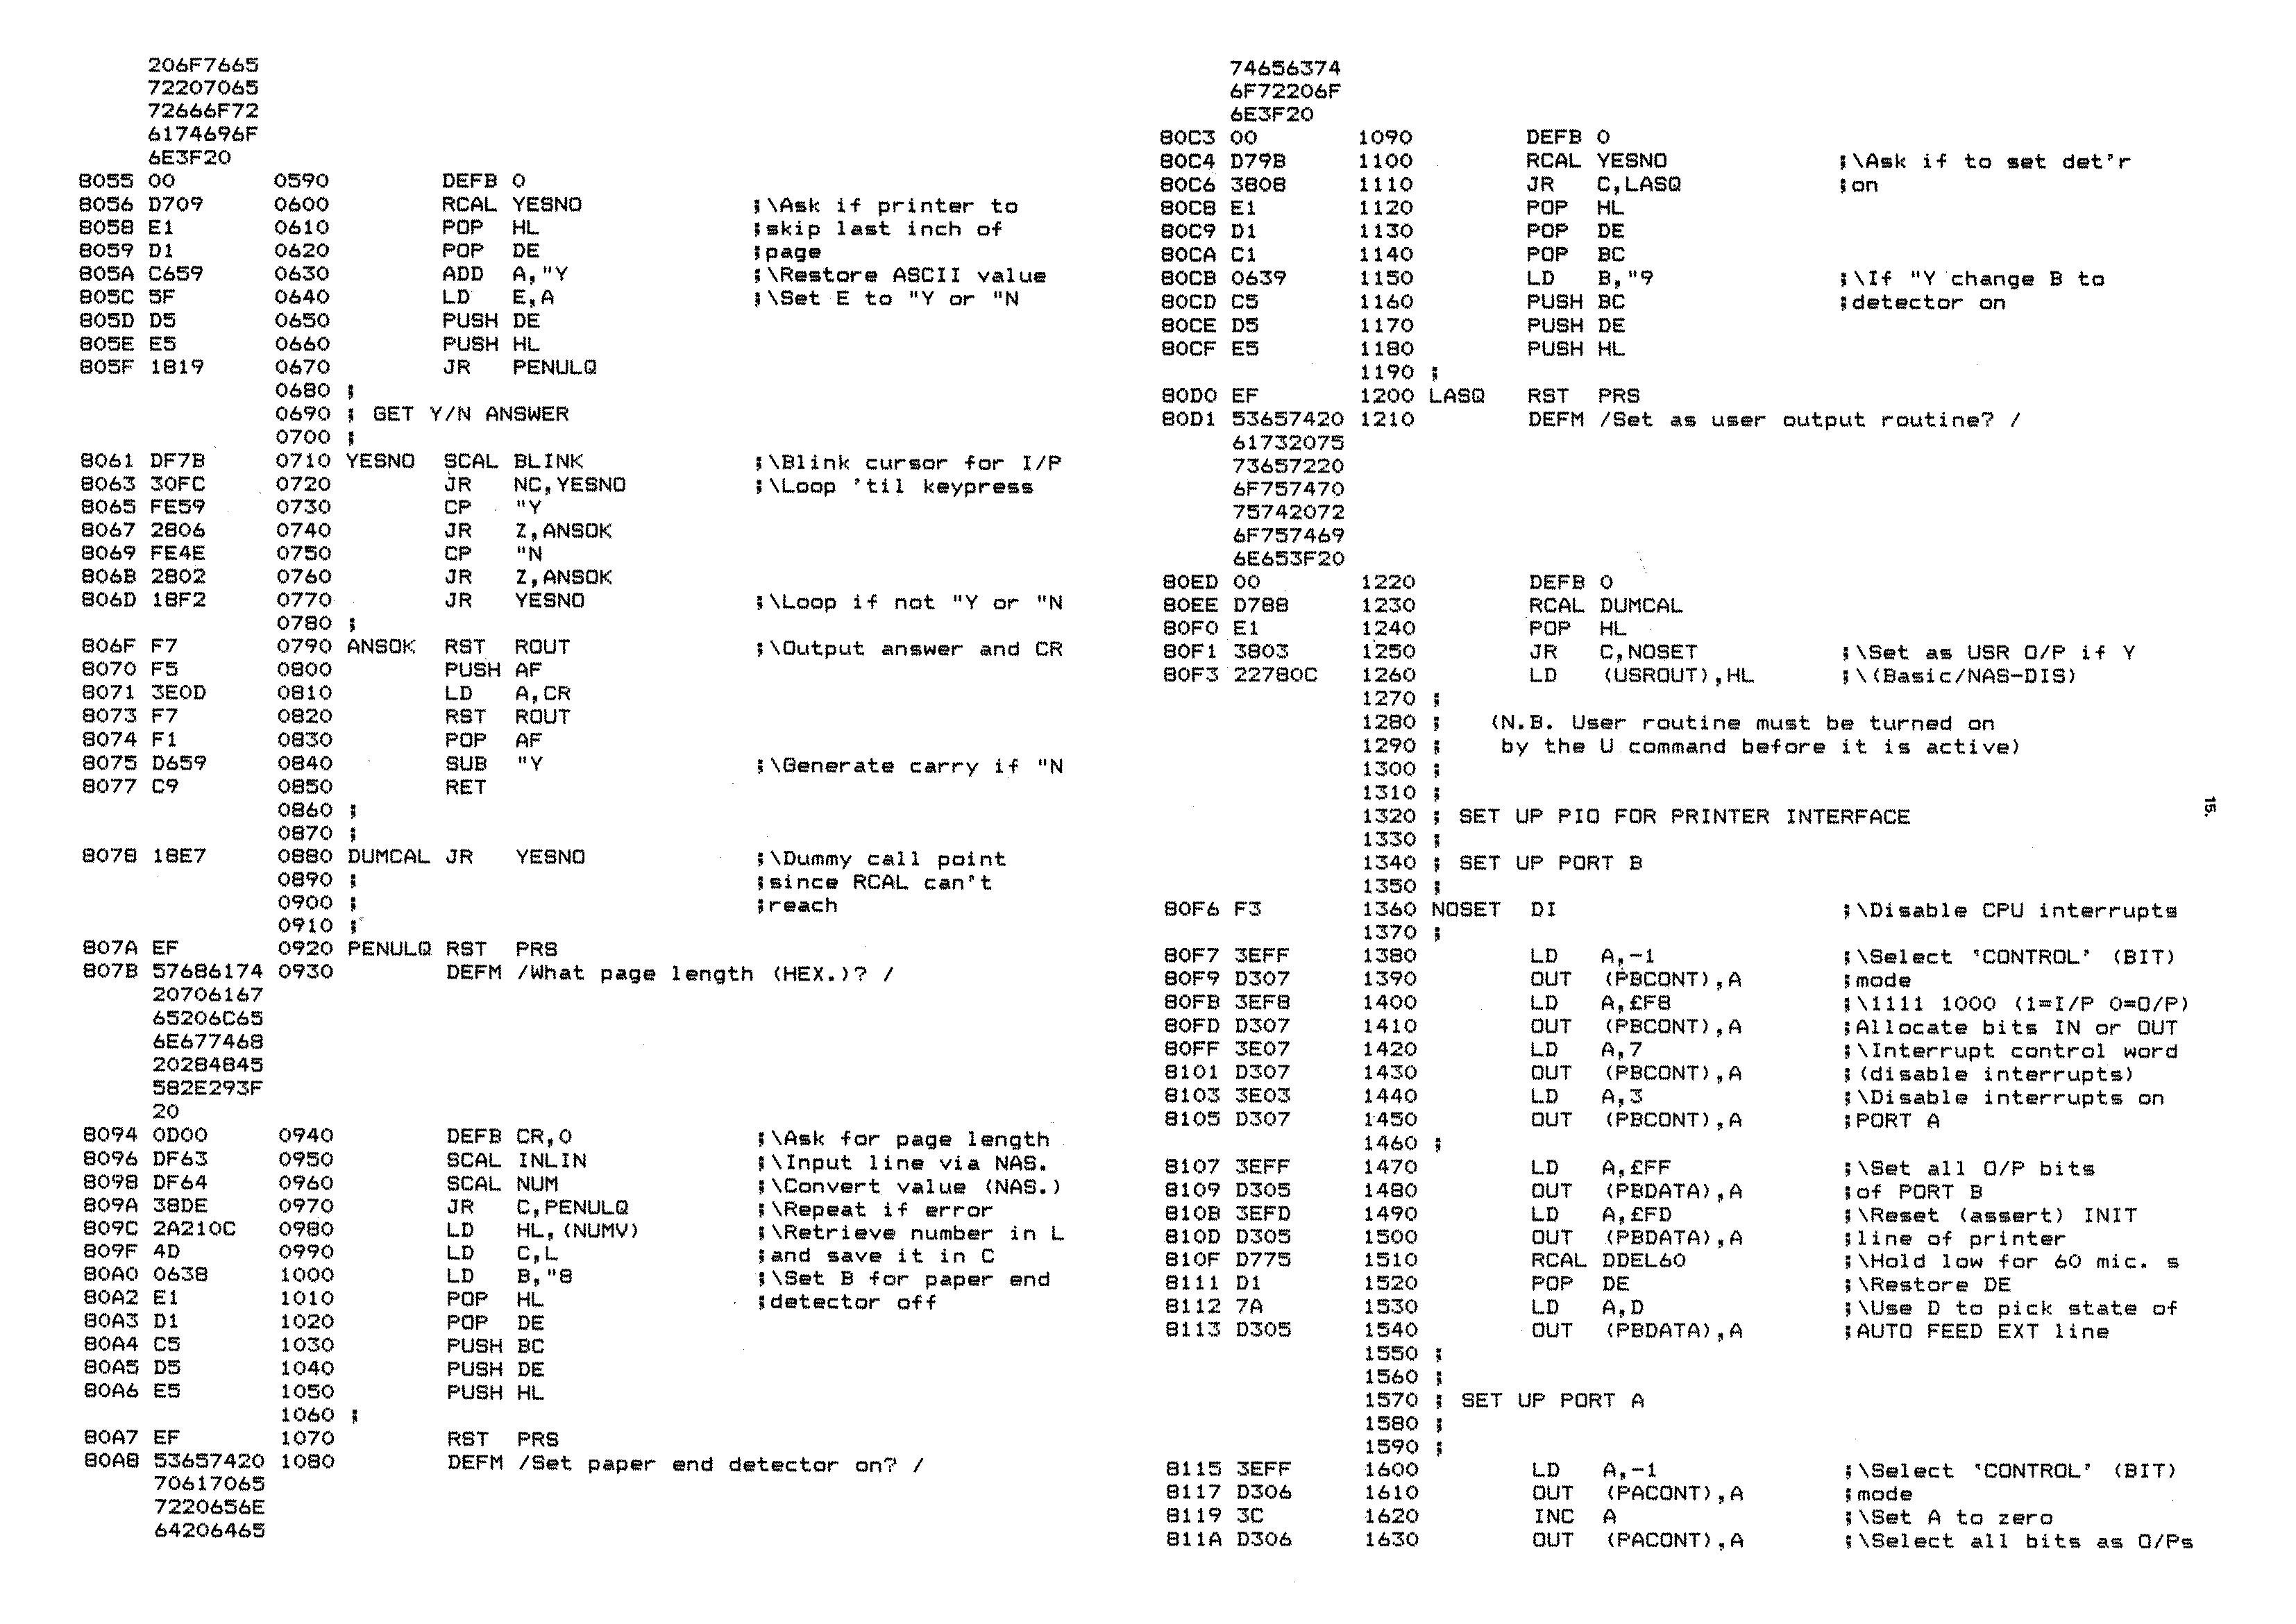 206F7665
72207065
72666F72
6174696F
6E3F20
8055 00 0590 DEFB 0
8056 D709 0600 RCAL YESNO ;\Ask if printer to
8058 E1 0610 POP HL ;skip last inch of
8059 D1 0620 POP DE ;page
805A C659 0630 ADD A,"Y ;\Restore ASCII value
805C 5F 0640 LD E,A ;\Set E to "Y or "N
805D D5 0650 PUSH DE
805E E5 0660 PUSH HL
805F 1819 0670 JR PENULQ
0680 ;
0690 ; GET Y/N ANSWER
0700 ;
8061 DF7B 0710 YESNO SCAL BLINK ;\Blink cursor for I/P
8063 30FC 0720 JR NC,YESNO ;\Loop 'til keypress
8065 FE59 0730 CP "Y
8067 2806 0740 JR Z,ANSOK
8069 FE4E 0750 CP "N
806B 2802 0760 JR Z,ANSOK
806D 18F2 0770 JR YESNO ;\Loop if not "Y or "N
0780 ;
806F F7 0790 ANSOK RST ROUT ;\Output answer and CR
8070 F5 0800 PUSH AF
8071 3E0D 0810 LD A,CR
8073 F7 0820 RST ROUT
8074 F1 0830 POP AF
8075 D659 0840 SUB "Y ;\Generate carry if "N
8077 C9 0850 RET
0860 ;
0870 ;
8078 18E7 0880 DUMCAL JR YESNO ;\Dummy call point
0890 ; ;since RCAL can't
0900 ; ;reach
0910 ;
807A EF 0920 PENULQ RST PRS
807B 57686174 0930 DEFM /What page length (HEX.)? /
20706167
65206C65
6E677468
20284845
582E293F
20
8094 0D00 0940 DEFB CR,0 ;\Ask for page length
8096 DF63 0950 SCAL INLIN ;\Input line via NAS.
8098 DF64 0960 SCAL NUM ;\Convert value (NAS.)
809A 38DE 0970 JR C,PENULQ ;\Repeat if error
809C 2A210C 0980 LD HL,(NUMV) ;\Retrieve number in L
809F 4D 0990 LD C,L ;and save it in C
80A0 0638 1000 LD B,"8 ;\Set B for paper end
80A2 E1 1010 POP HL ;detector off
80A3 D1 1020 POP DE
80A4 C5 1030 PUSH BC
80A5 D5 1040 PUSH DE
80A6 E5 1050 PUSH HL
1060 ;
80A7 EF 1070 RST PRS
80A8 53657420 1080 DEFM /Set paper end detector on? /
70617065
7220656E
64206465
74656374
6F72206F
6E3F20
80C3 00 1090 DEFB 0
80C4 D79B 1100 RCAL YESNO ;\Ask if to set det'r
80C6 3808 1110 JR C,LASQ ;on
80C8 E1 1120 POP HL
80C9 D1 1130 POP DE
80CA C1 1140 POP BC
80CB 0639 1150 LD B,"9 ;\If "Y change B to
80CD C5 1160 PUSH BC ;detector on
80CE D5 1170 PUSH DE
80CF E5 1180 PUSH HL
1190 ;
80D0 EF 1200 LASQ RST PRS
80D1 53657420 1210 DEFM /Set as user output routine? /
61732075
73657220
6F757470
75742072
6F757469
6E653F20
80ED 00 1220 DEFB 0
80EE D788 1230 RCAL DUMCAL
80F0 E1 1240 POP HL
80F1 3803 1250 JR C,NOSET ;\Set as USR O/P if Y
80F3 22780C 1260 LD (USROUT),HL ;\(Basic/NAS-DIS)
1270 ;
1280 ; (N.B. User routine must be turned on
1290 ; by the U command before it is active)
1300 ;
1310 ;
1320 ; SET UP PIO FOR PRINTER INTERFACE
1330 ;
1340 ; SET UP PORT B
1350 ;
80F6 F3 1360 NOSET DI ;\Disable CPU interrupts
1370 ;
80F7 3EFF 1380 LD A,-1 ;\Select 'CONTROL' (BIT)
80F9 D307 1390 OUT (PBCONT),A ;mode
80FB 3EF8 1400 LD A,£F8 ;\1111 1000 (1=I/P 0=O/P)
80FD D307 1410 OUT (PBCONT),A ;Allocate bits IN or OUT
80FF 3E07 1420 LD A,7 ;\Interrupt control word
8101 D307 1430 OUT (PBCONT),A ;(disable interrupts)
8103 3E03 1440 LD A,3 ;\Disable interrupts on
8105 D307 1450 OUT (PBCONT),A ;PORT A
1460 ;
8107 3EFF 1470 LD A,£FF ;\Set all O/P bits
8109 D305 1480 OUT (PBDATA),A ;of PORT B
810B 3EFD 1490 LD A,£FD ;\Reset (assert) INIT
810D D305 1500 OUT (PBDATA),A ;line of printer
810F D775 1510 RCAL DDEL60 ;\Hold low for 60 mic. s
8111 D1 1520 POP DE ;\Restore DE
8112 7A 1530 LD A,D ;\Use D to pick state of
8113 D305 1540 OUT (PBDATA),A ;AUTO FEED EXT line
1550 ;
1560 ;
1570 ; SET UP PORT A
1580 ;
1590 ;
8115 3EFF 1600 LD A,-1 ;\Select 'CONTROL' (BIT)
8117 D306 1610 OUT (PACONT),A ;mode
8119 3C 1620 INC A ;\Set A to zero
811A D306 1630 OUT (PACONT),A ;\Select all bits as O/Ps
15.